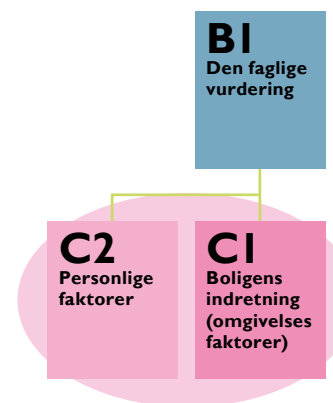 B1
Den faglige
vurdering
C2
Personlige
faktorer
C1
Boligens
indretning
(omgivelses
faktorer)